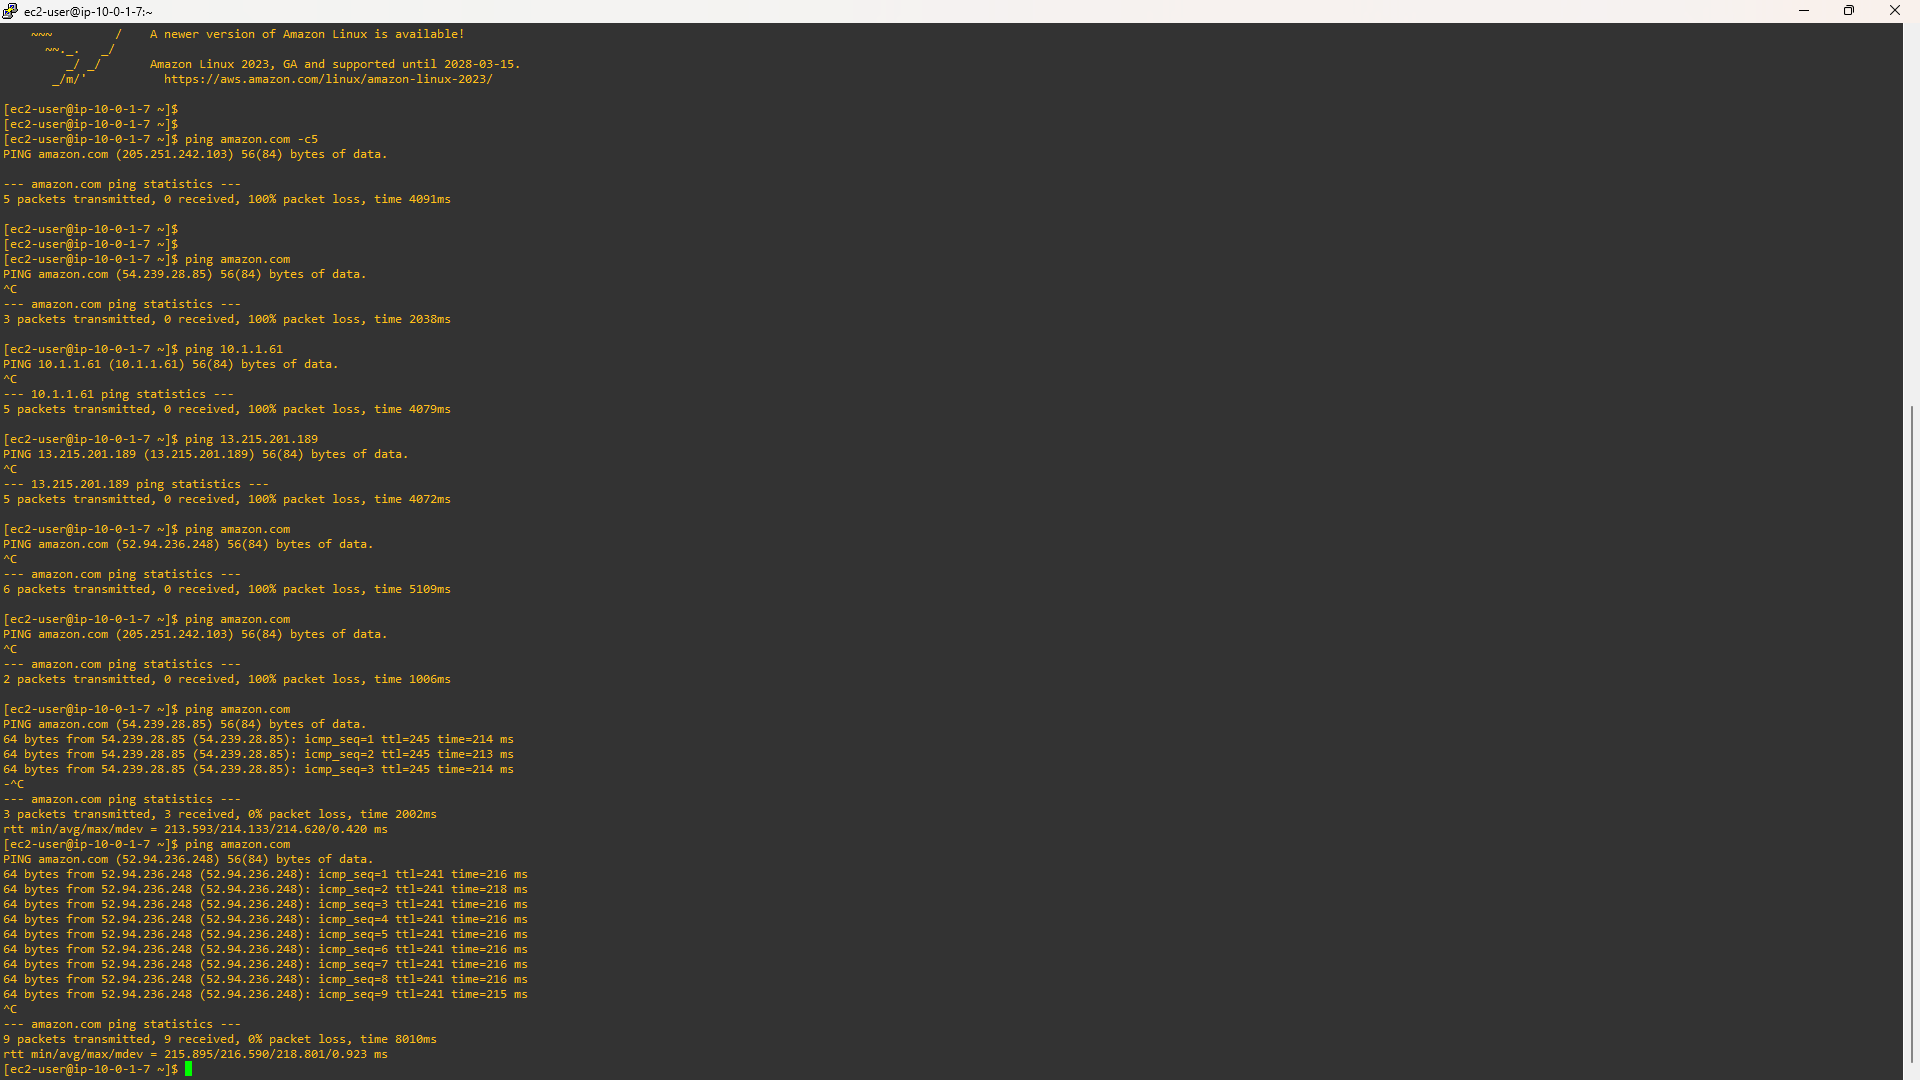 ec2-user@ip-10-0-1-7:~
~~~         /    A newer version of Amazon Linux is available!
~~._.   _/
_/ _/       Amazon Linux 2023, GA and supported until 2028-03-15.
_/m/'           https://aws.amazon.com/linux/amazon-linux-2023/
[ec2-user@ip-10-0-1-7 ~]$
[ec2-user@ip-10-0-1-7 ~]$
[ec2-user@ip-10-0-1-7 ~]$ ping amazon.com -c5
PING amazon.com (205.251.242.103) 56(84) bytes of data.
--- amazon.com ping statistics ---
5 packets transmitted, 0 received, 100% packet loss, time 4091ms
[ec2-user@ip-10-0-1-7 ~]$
[ec2-user@ip-10-0-1-7 ~]$
[ec2-user@ip-10-0-1-7 ~]$ ping amazon.com
PING amazon.com (54.239.28.85) 56(84) bytes of data.
^C
--- amazon.com ping statistics ---
3 packets transmitted, 0 received, 100% packet loss, time 2038ms
[ec2-user@ip-10-0-1-7 ~]$ ping 10.1.1.61
PING 10.1.1.61 (10.1.1.61) 56(84) bytes of data.
^C
--- 10.1.1.61 ping statistics ---
5 packets transmitted, 0 received, 100% packet loss, time 4079ms
[ec2-user@ip-10-0-1-7 ~]$ ping 13.215.201.189
PING 13.215.201.189 (13.215.201.189) 56(84) bytes of data.
^C
--- 13.215.201.189 ping statistics ---
5 packets transmitted, 0 received, 100% packet loss, time 4072ms
[ec2-user@ip-10-0-1-7 ~]$ ping amazon.com
PING amazon.com (52.94.236.248) 56(84) bytes of data.
^C
--- amazon.com ping statistics ---
6 packets transmitted, 0 received, 100% packet loss, time 5109ms
[ec2-user@ip-10-0-1-7 ~]$ ping amazon.com
PING amazon.com (205.251.242.103) 56(84) bytes of data.
^C
--- amazon.com ping statistics ---
2 packets transmitted, 0 received, 100% packet loss, time 1006ms
[ec2-user@ip-10-0-1-7 ~]$ ping amazon.com
PING amazon.com (54.239.28.85) 56(84) bytes of data.
64 bytes from 54.239.28.85 (54.239.28.85): icmp_seq=1 ttl=245 time=214 ms
64 bytes from 54.239.28.85 (54.239.28.85): icmp_seq=2 ttl=245 time=213 ms
64 bytes from 54.239.28.85 (54.239.28.85): icmp_seq=3 ttl=245 time=214 ms
-^C
--- amazon.com ping statistics ---
3 packets transmitted, 3 received, 0% packet loss, time 2002ms
rtt min/avg/max/mdev = 213.593/214.133/214.620/0.420 ms
[ec2-user@ip-10-0-1-7 ~]$ ping amazon.com
PING amazon.com (52.94.236.248) 56(84) bytes of data.
64 bytes from 52.94.236.248 (52.94.236.248): icmp_seq=1 ttl=241 time=216 ms
64 bytes from 52.94.236.248 (52.94.236.248): icmp_seq=2 ttl=241 time=218 ms
64 bytes from 52.94.236.248 (52.94.236.248): icmp_seq=3 ttl=241 time=216 ms
64 bytes from 52.94.236.248 (52.94.236.248): icmp_seq=4 ttl=241 time=216 ms
64 bytes from 52.94.236.248 (52.94.236.248): icmp_seq=5 ttl=241 time=216 ms
64 bytes from 52.94.236.248 (52.94.236.248): icmp_seq=6 ttl=241 time=216 ms
64 bytes from 52.94.236.248 (52.94.236.248): icmp_seq=7 ttl=241 time=216 ms
64 bytes from 52.94.236.248 (52.94.236.248): icmp_seq=8 ttl=241 time=216 ms
64 bytes from 52.94.236.248 (52.94.236.248): icmp_seq=9 ttl=241 time=215 ms
^C
--- amazon.com ping statistics ---
9 packets transmitted, 9 received, 0% packet loss, time 8010ms
rtt min/avg/max/mdev = 215.895/216.590/218.801/0.923 ms
[ec2-user@ip-10-0-1-7 ~]$